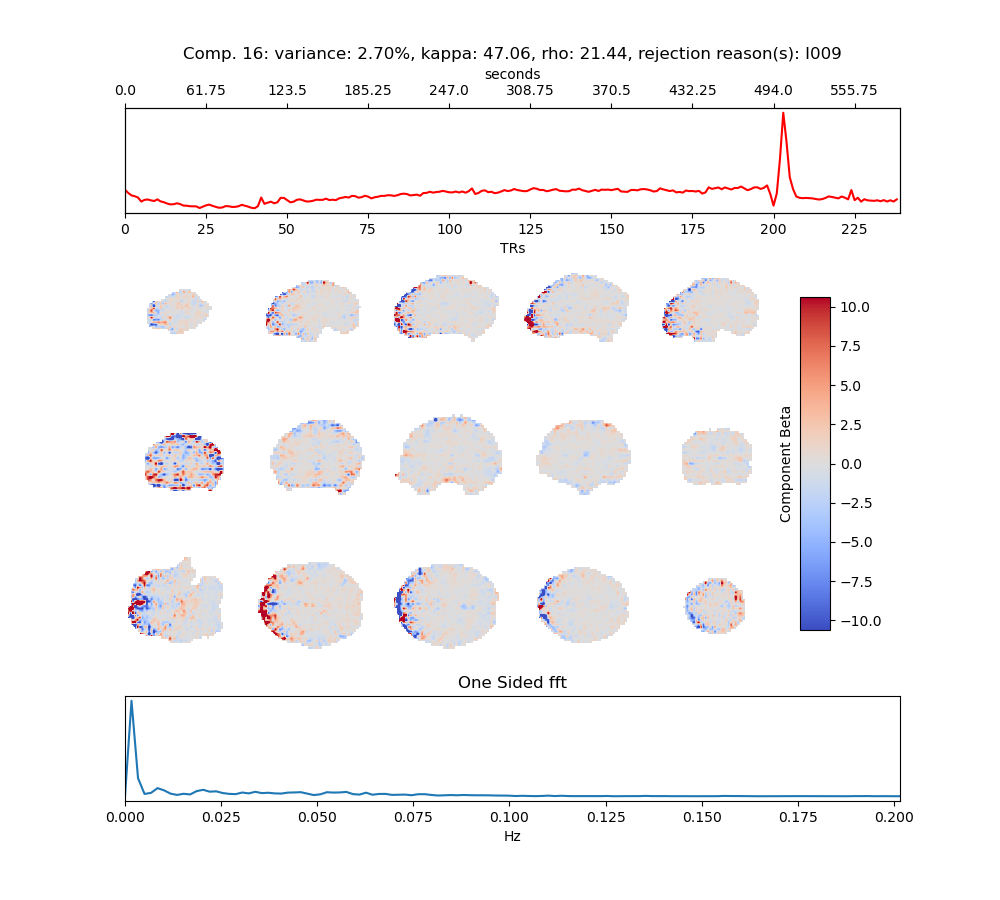 Comp. 16: variance: 2.70%, kappa: 47.06, rho: 21.44, rejection reason(s): I009
seconds
0.0 61.75 123.5 185.25 247.0 308.75 370.5 432.25 494.0 555.75
0 25 50 75 100 125 150 175 200 225
TRs
10.0
7.5
5.0
2.5
0.0
−2.5
−5.0
−7.5
−10.0
Component Beta
One Sided fft
0.000 0.025 0.050 0.075 0.100 0.125 0.150 0.175 0.200
Hz